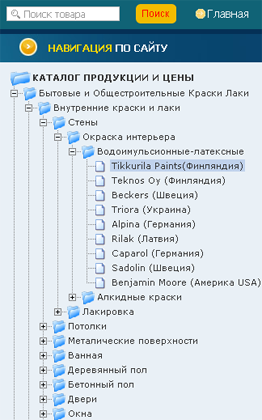 Поиск товара
Поиск
Главная
НАВИГАЦИЯ ПО САЙТУ
КАТАЛОГ ПРОДУКЦИИ И ЦЕНЫ
Бытовые и Общестроительные Краски Лаки
Внутренние краски и лаки
Стены
Окраска интерьера
Водоимульсионные-латексные
Tikkurila Paints(Финляндия)
Teknos Oy (Финляндия)
Beckers (Швеция)
Triora (Украина)
Alpina (Германия)
Rilak (Латвия)
Caparol (Германия)
Sadolin (Швеция)
Benjamin Moore (Америка USA)
Алкидные краски
Лакировка
Потолки
Металические поверхности
Ванная
Деревянный пол
Бетонный пол
Двери
Окна